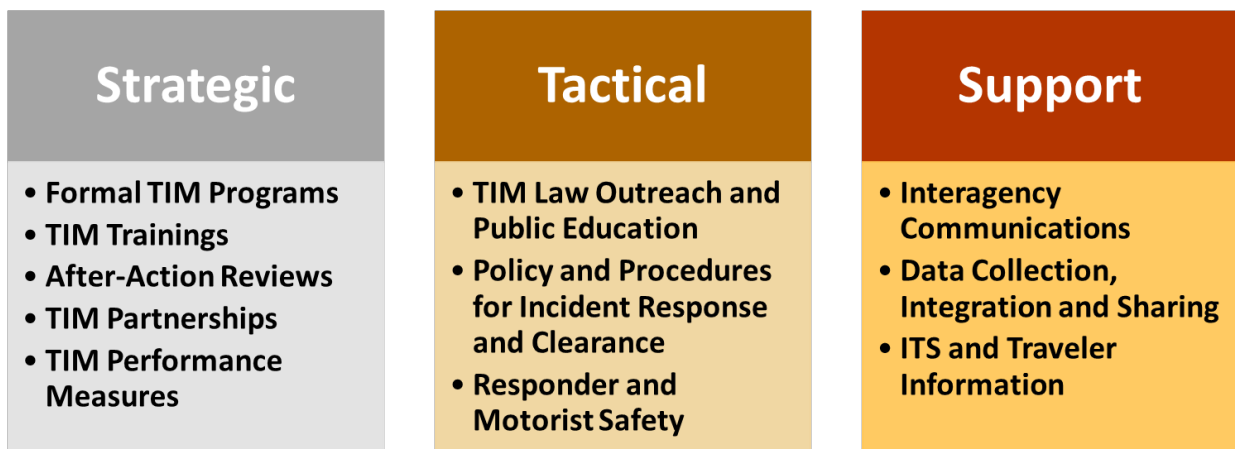 Strategic
• Formal TIM Programs
• TIM Trainings
• After-Action Reviews
• TIM Partnerships
• TIM Performance
Measures
Tactical
• TIM Law Outreach and
Public Education
• Policy and Procedures
for Incident Response
and Clearance
• Responder and
Motorist Safety
Support
• Interagency
Communications
• Data Collection,
Integration and Sharing
• ITS and Traveler
Information